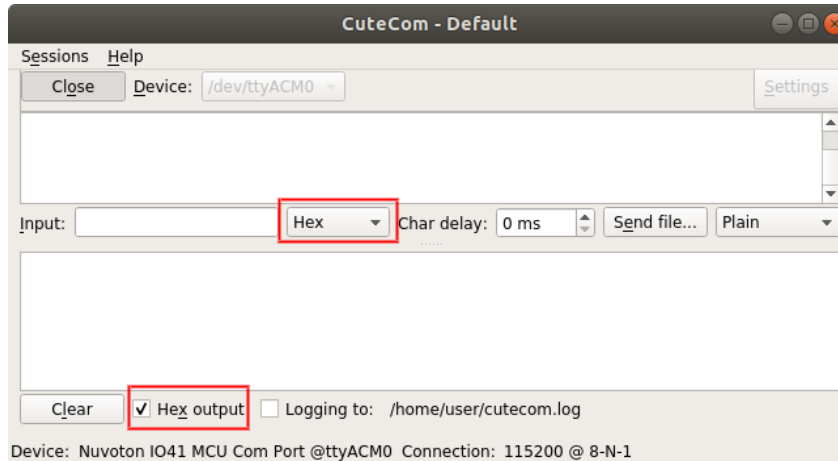 CuteCom - Default
Sessions Help
Close Device: /dev/ttyACM0 Settings
Input: Hex Char delay: 0 ms Send file... Plain
Clear Hex output Logging to: /home/user/cutecom.log
Device: Nuvoton IO41 MCU Com Port @ttyACM0 Connection: 115200 @ 8-N-1